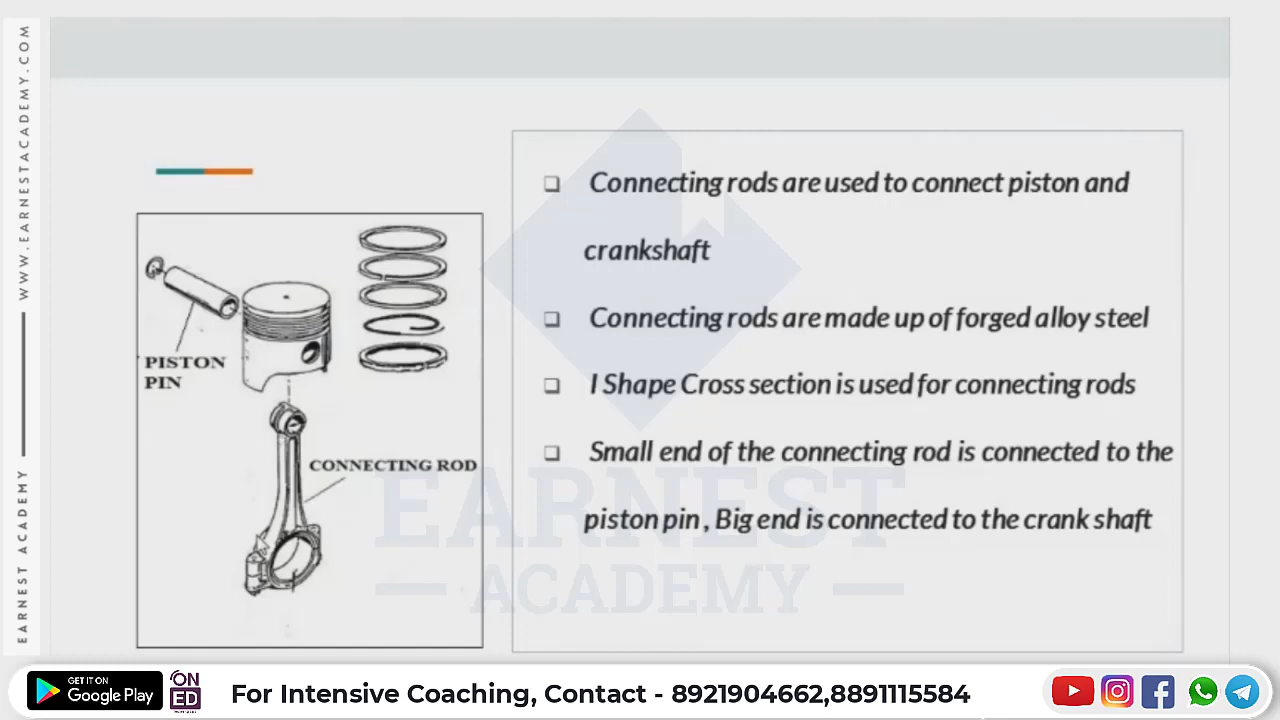 WWW.EARNESTACADEMY.COM
EARNEST ACADEMY
Connecting rods are used to connect piston and
crankshaft
Connecting rods are made up of forged alloy steel
I Shape Cross section is used for connecting rods
Small end of the connecting rod is connected to the
piston pin , Big end is connected to the crank shaft
PISTON
PIN
CONNECTING ROD
EARNEST
ACADEMY
GET IT ON
Google Play
ON
ED
For Intensive Coaching, Contact - 8921904662,8891115584